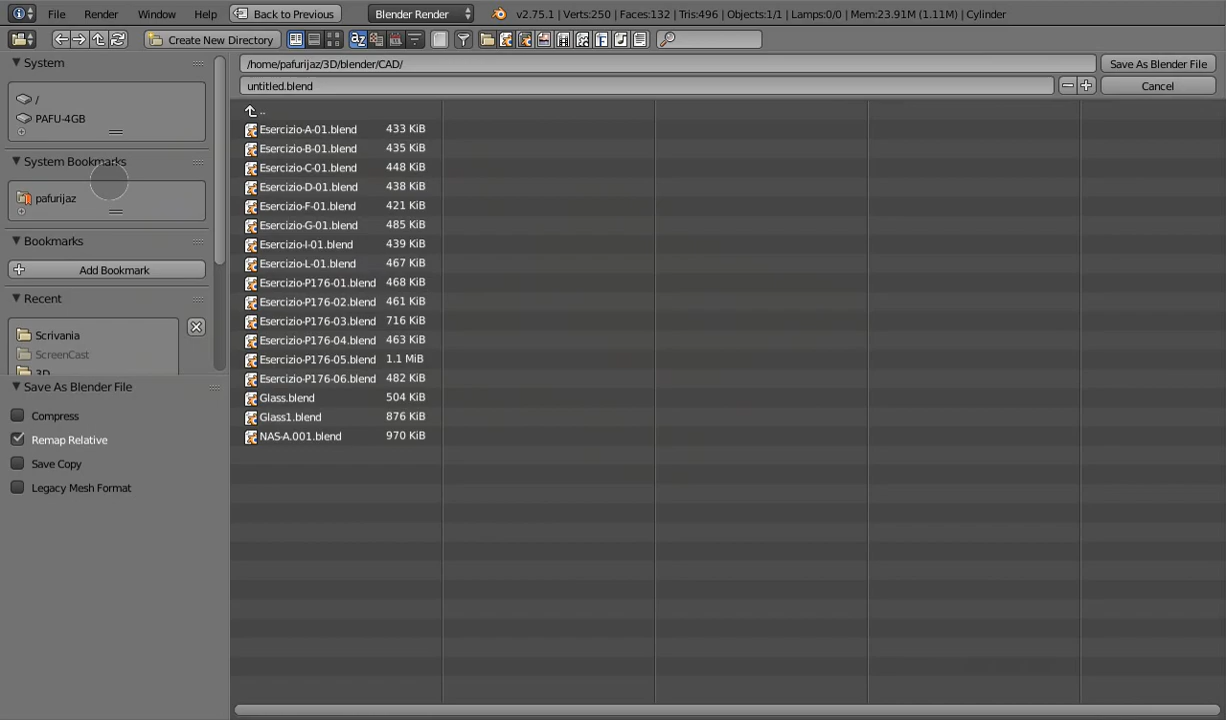 File Render Window Help Back to Previous Blender Render v2.75.1 | Verts:250 | Faces:132 | Tris:496 | Objects:1/1 | Lamps:0/0 | Mem:23.91M (1.11M) | Cylinder
Create New Directory
System
/
PAFU-4GB
System Bookmarks
pafurijaz
Bookmarks
Add Bookmark
Recent
Scrivania
ScreenCast
3D
Save As Blender File
Compress
Remap Relative
Save Copy
Legacy Mesh Format
/home/pafurijaz/3D/blender/CAD/ Save As Blender File
untitled.blend Cancel
..
Esercizio-A-01.blend 433 KiB
Esercizio-B-01.blend 435 KiB
Esercizio-C-01.blend 448 KiB
Esercizio-D-01.blend 438 KiB
Esercizio-F-01.blend 421 KiB
Esercizio-G-01.blend 485 KiB
Esercizio-I-01.blend 439 KiB
Esercizio-L-01.blend 467 KiB
Esercizio-P176-01.blend 468 KiB
Esercizio-P176-02.blend 461 KiB
Esercizio-P176-03.blend 716 KiB
Esercizio-P176-04.blend 463 KiB
Esercizio-P176-05.blend 1.1 MiB
Esercizio-P176-06.blend 482 KiB
Glass.blend 504 KiB
Glass1.blend 876 KiB
NAS-A.001.blend 970 KiB